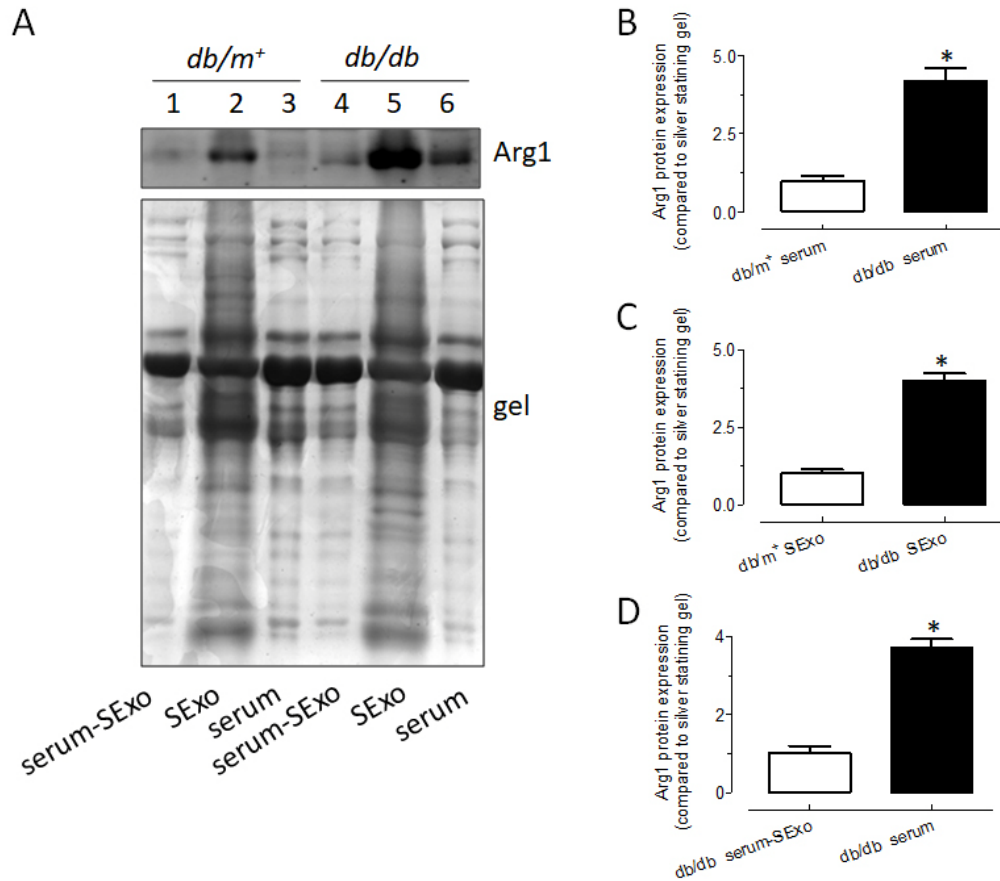 A
db/m+ db/db
1 2 3 4 5 6
Arg1
gel
serum-SExo SExo serum serum-SExo SExo serum
B
Arg1 protein expression
(compared to silver statining gel)
5.0
2.5
0.0
*
db/m+ serum db/db serum
C
Arg1 protein expression
(compared to silver statining gel)
5.0
2.5
0.0
*
db/m+ SExo db/db SExo
D
Arg1 protein expression
(compared to silver statining gel)
4
2
0
*
db/db serum-SExo db/db serum